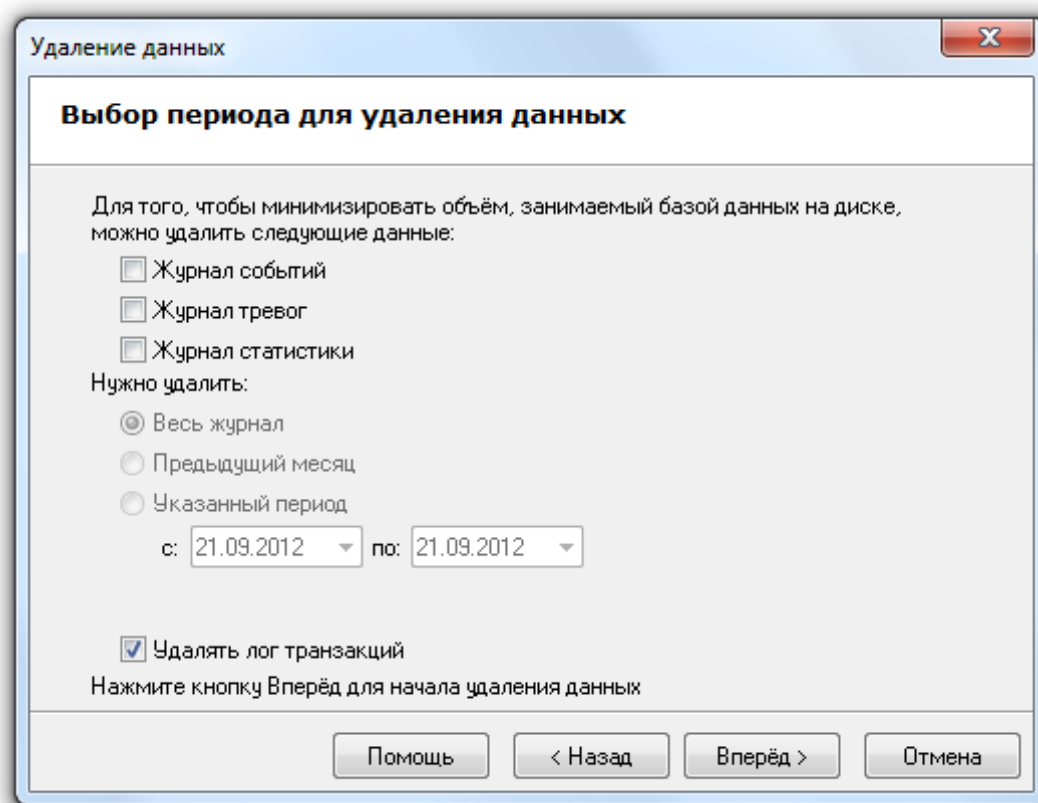 Удаление данных
Выбор периода для удаления данных
Для того, чтобы минимизировать объём, занимаемый базой данных на диске,
можно удалить следующие данные:
Журнал событий
Журнал тревог
Журнал статистики
Нужно удалить:
Весь журнал
Предыдущий месяц
Указанный период
с: 21.09.2012 по: 21.09.2012
Удалять лог транзакций
Нажмите кнопку Вперёд для начала удаления данных
Помощь < Назад Вперёд > Отмена